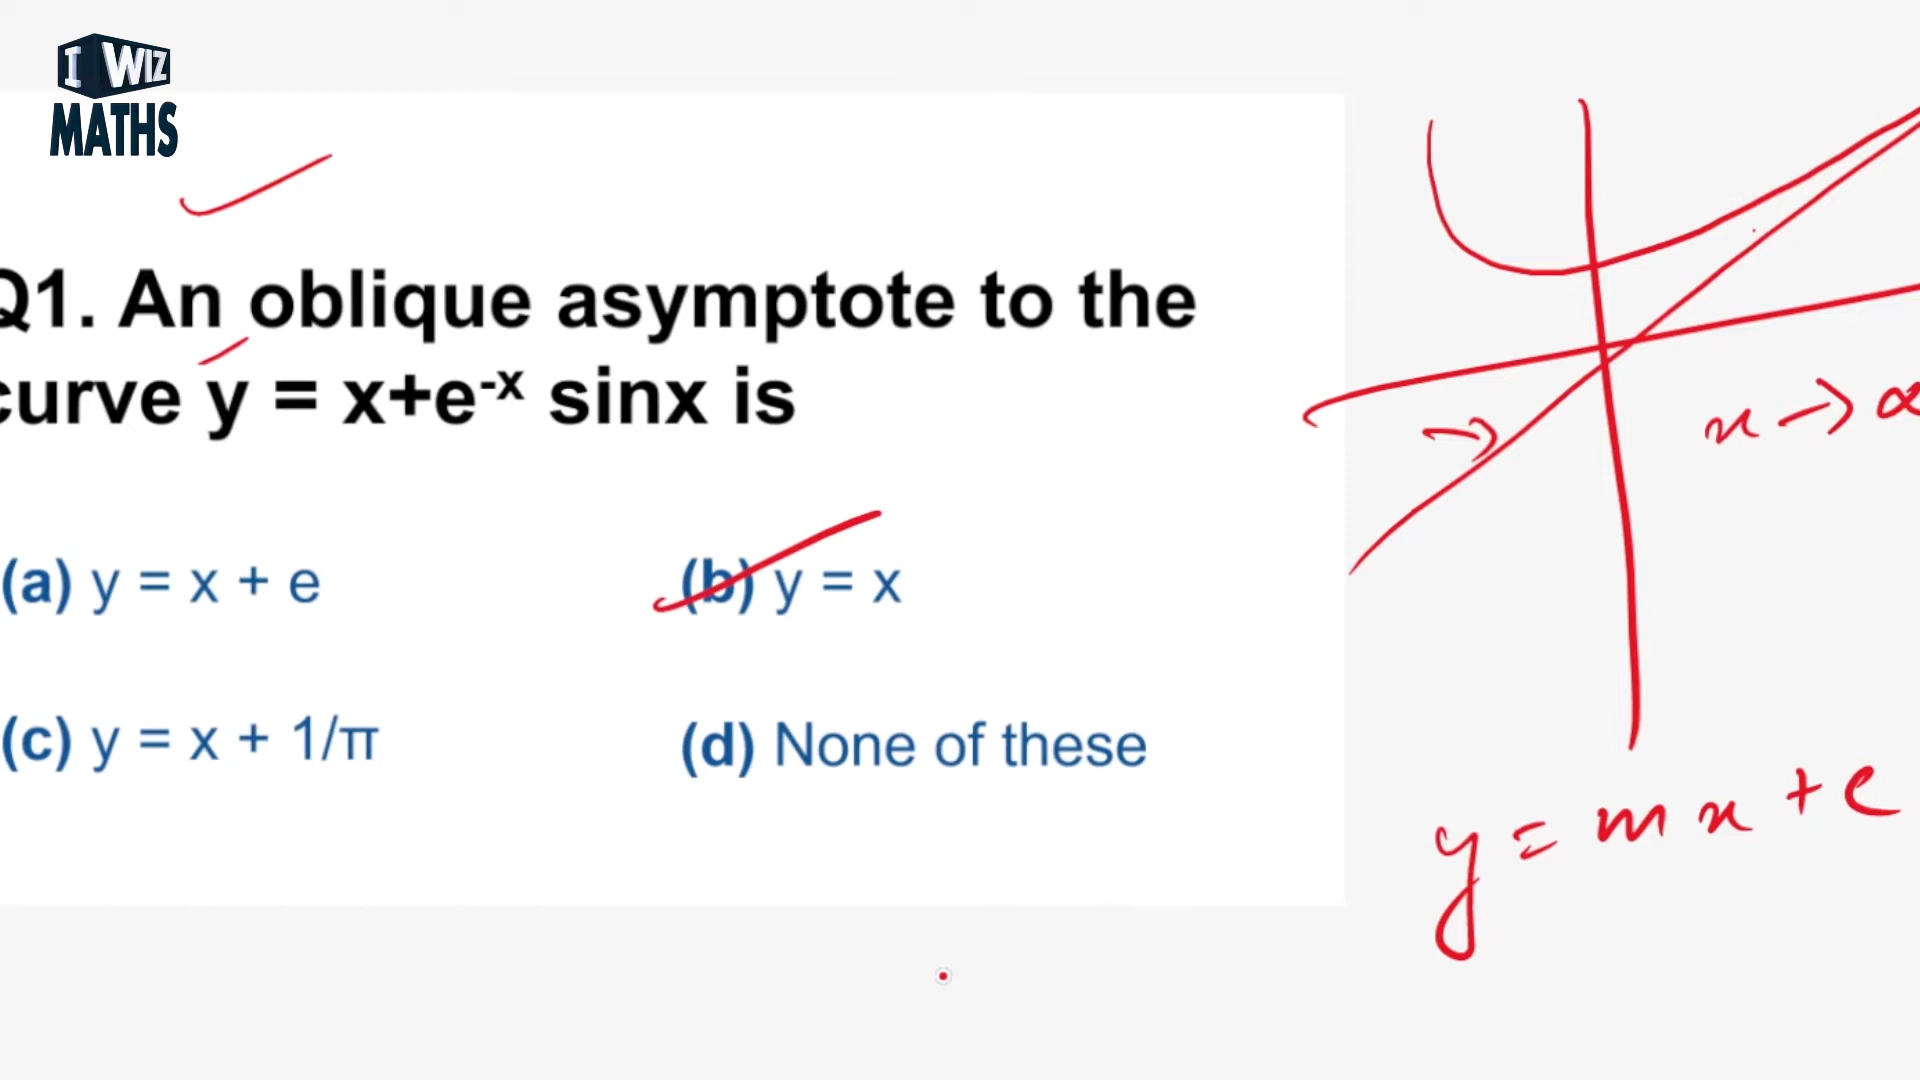 I WIZ
MATHS
Q1. An oblique asymptote to the
curve y = x+e⁻ˣ sinx is
(a) y = x + e
(b) y = x
(c) y = x + 1/π
(d) None of these
x → ∝
y = mx + c